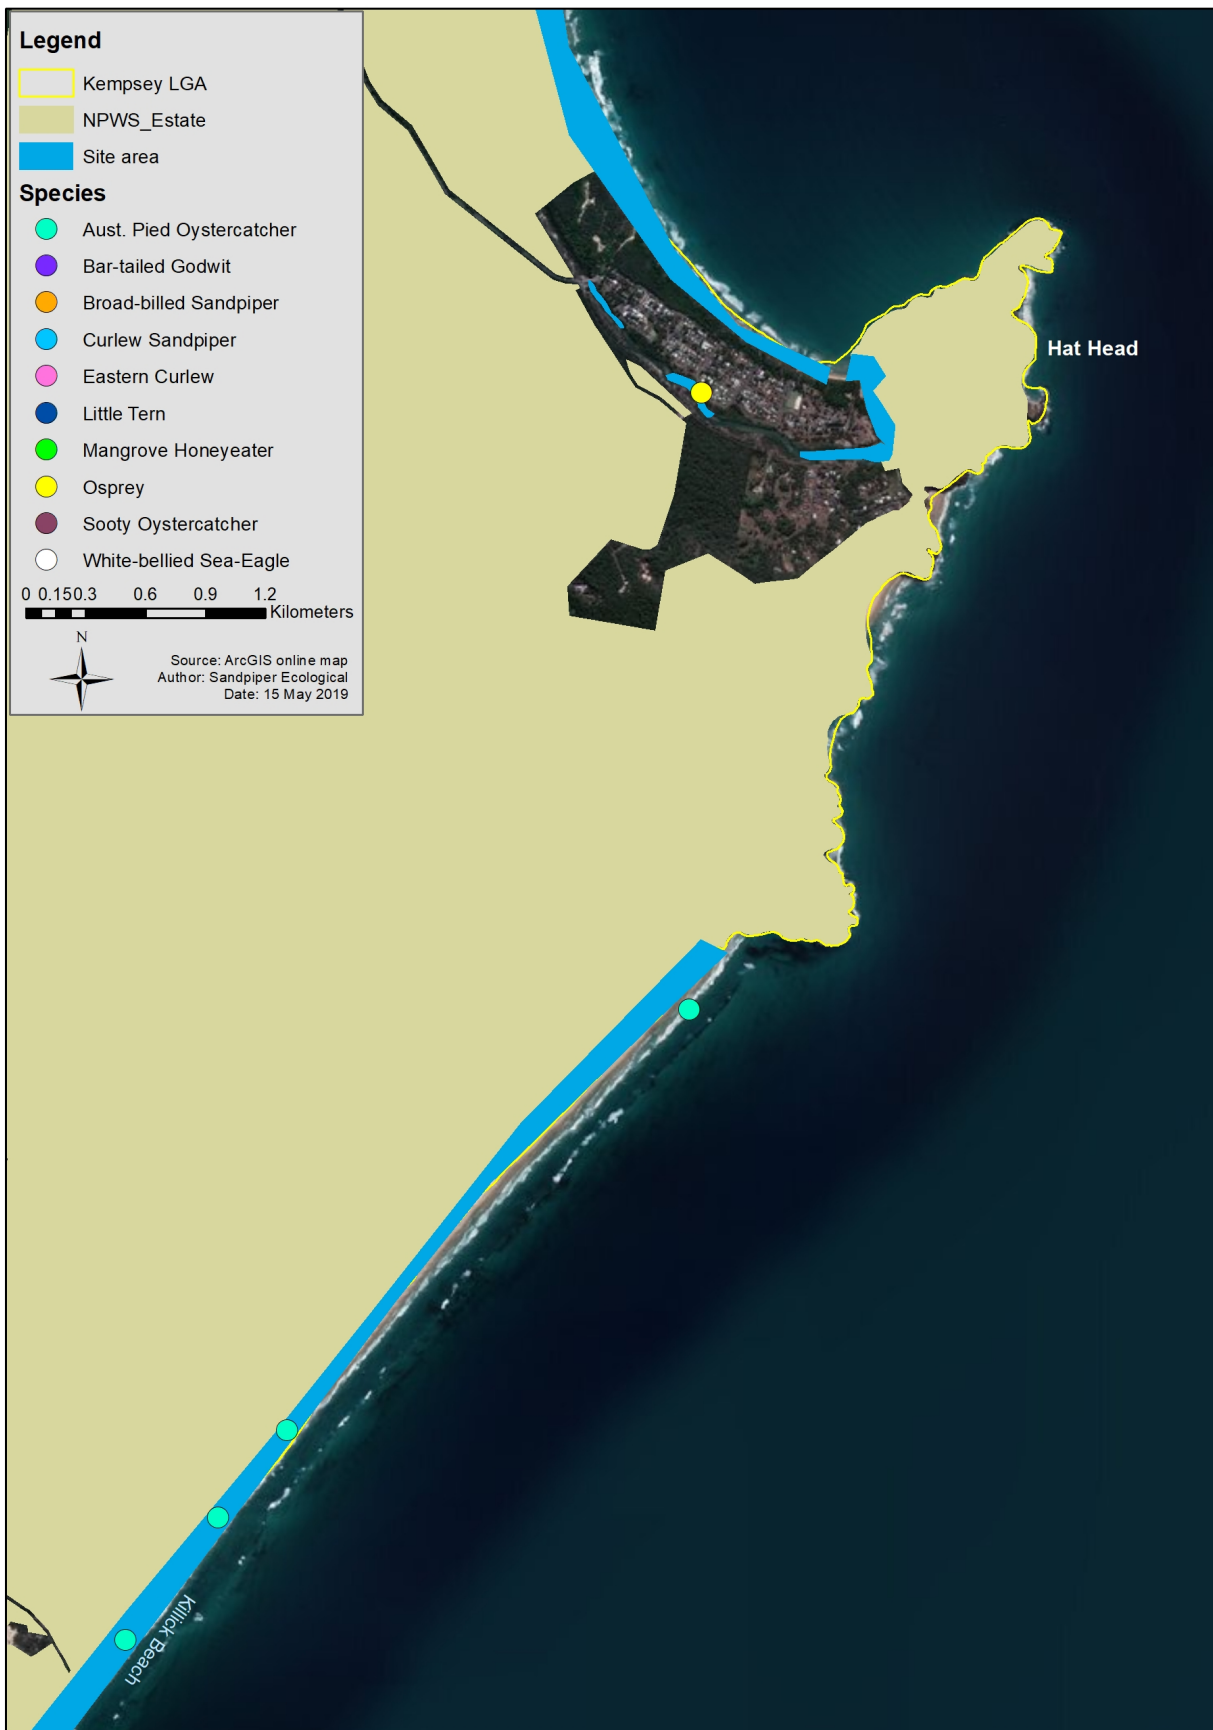 Legend
Kempsey LGA
NPWS_Estate
Site area
Species
Aust. Pied Oystercatcher
Bar-tailed Godwit
Broad-billed Sandpiper
Curlew Sandpiper
Eastern Curlew
Little Tern
Mangrove Honeyeater
Osprey
Sooty Oystercatcher
White-bellied Sea-Eagle
0 0.15 0.3 0.6 0.9 1.2
Kilometers
N
Source: ArcGIS online map
Author: Sandpiper Ecological
Date: 15 May 2019
Hat Head
Killick Beach